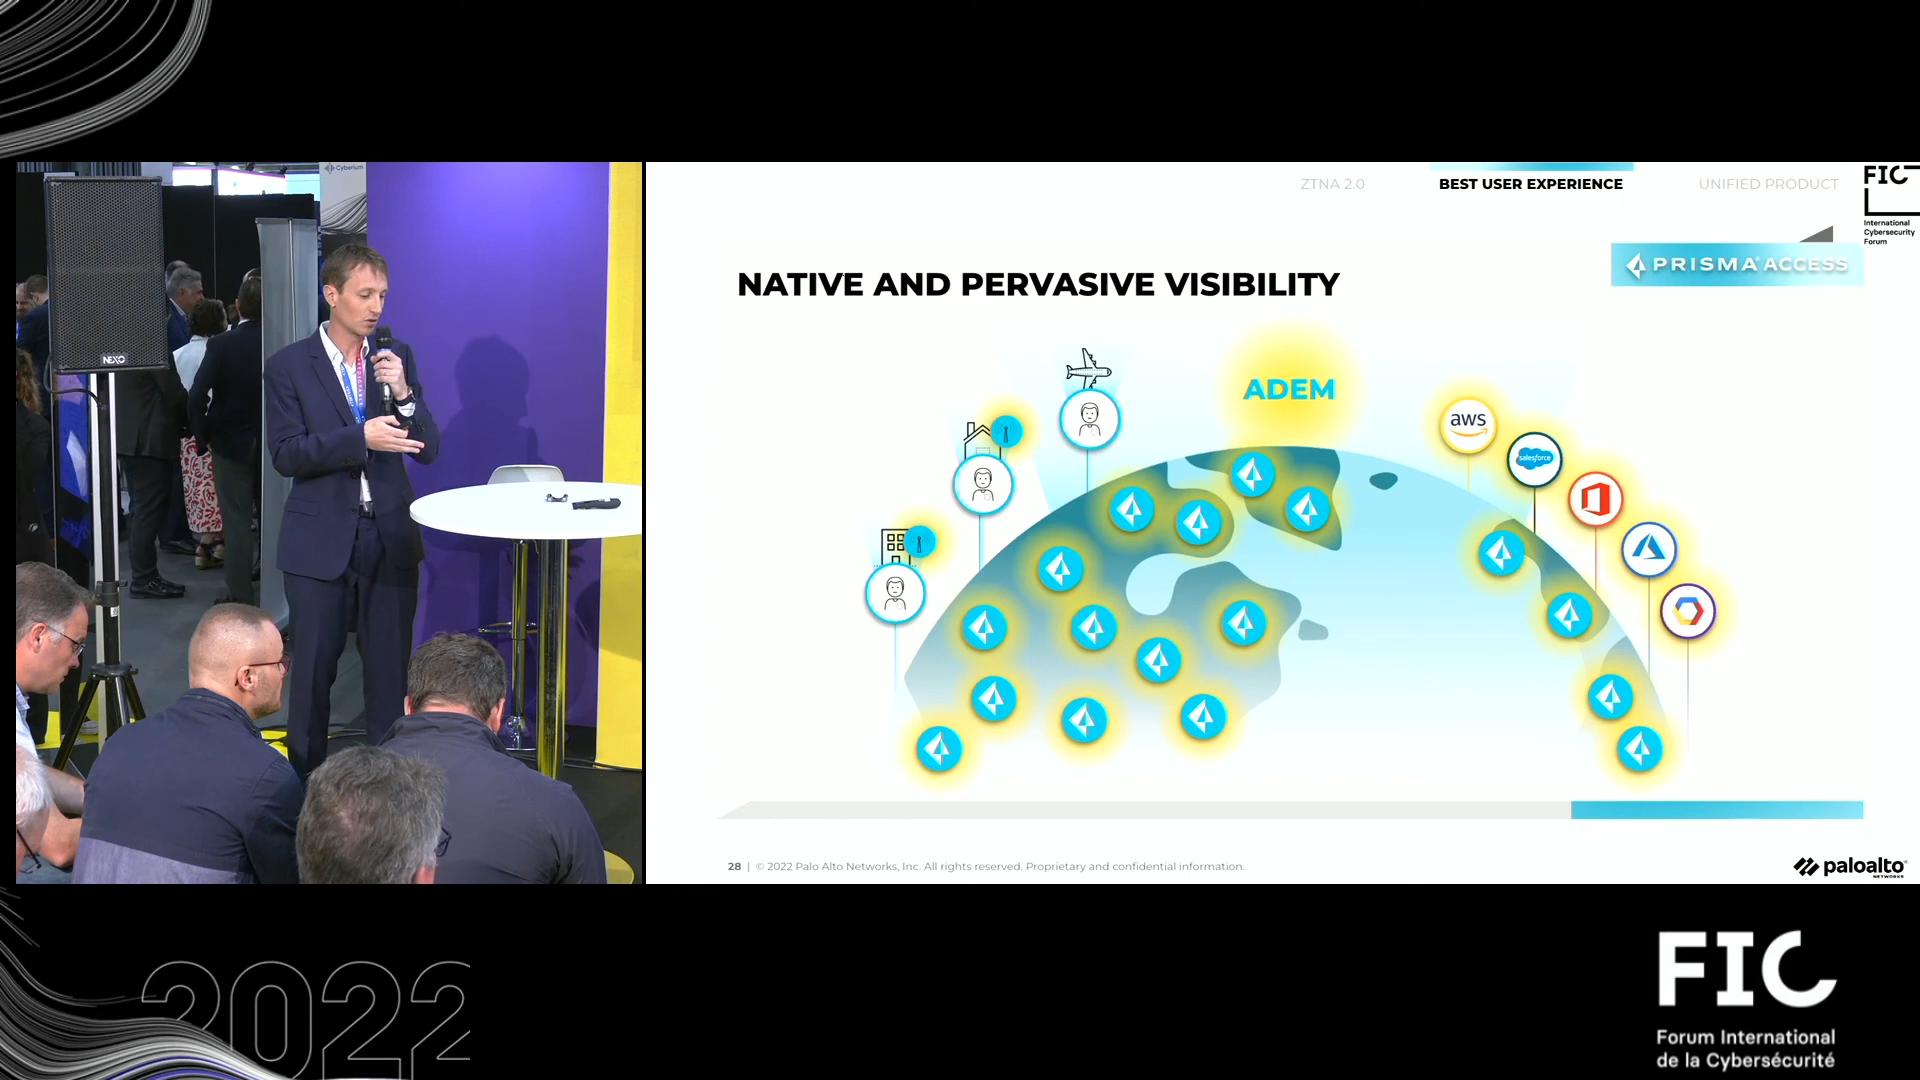 Cyberium
NEXO
ZTNA 2.0
BEST USER EXPERIENCE
UNIFIED PRODUCT
FIC
International
Cybersecurity
Forum
PRISMA® ACCESS
NATIVE AND PERVASIVE VISIBILITY
ADEM
aws
salesforce
28 | © 2022 Palo Alto Networks, Inc. All rights reserved. Proprietary and confidential information.
paloalto®
NETWORKS
2022
FIC
Forum International
de la Cybersécurité